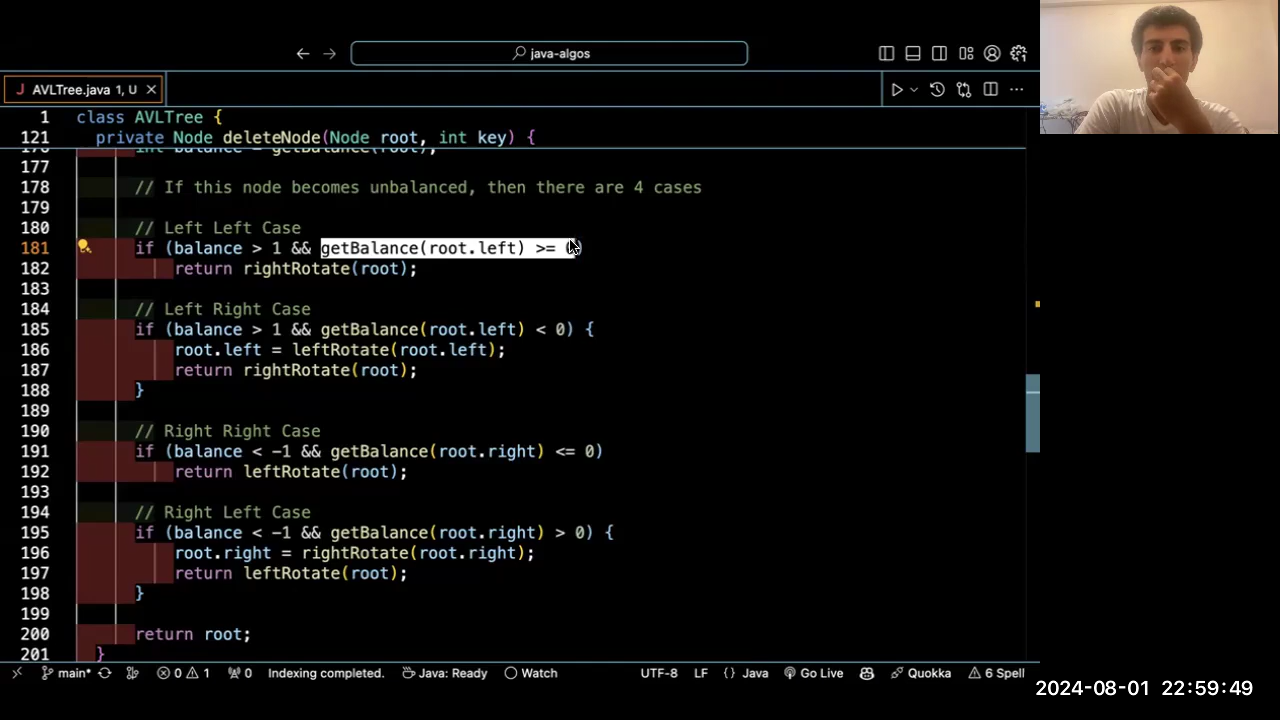 java-algos
AVLTree.java 1, U
1 class AVLTree {
121 private Node deleteNode(Node root, int key) {
176 int balance = getBalance(root);
177
178 // If this node becomes unbalanced, then there are 4 cases
179
180 // Left Left Case
181 if (balance > 1 && getBalance(root.left) >= 0)
182 return rightRotate(root);
183
184 // Left Right Case
185 if (balance > 1 && getBalance(root.left) < 0) {
186 root.left = leftRotate(root.left);
187 return rightRotate(root);
188 }
189
190 // Right Right Case
191 if (balance < -1 && getBalance(root.right) <= 0)
192 return leftRotate(root);
193
194 // Right Left Case
195 if (balance < -1 && getBalance(root.right) > 0) {
196 root.right = rightRotate(root.right);
197 return leftRotate(root);
198 }
199
200 return root;
201 }
main* 0 1 0 Indexing completed. Java: Ready Watch UTF-8 LF {} Java Go Live Quokka 6 Spell
2024-08-01 22:59:49